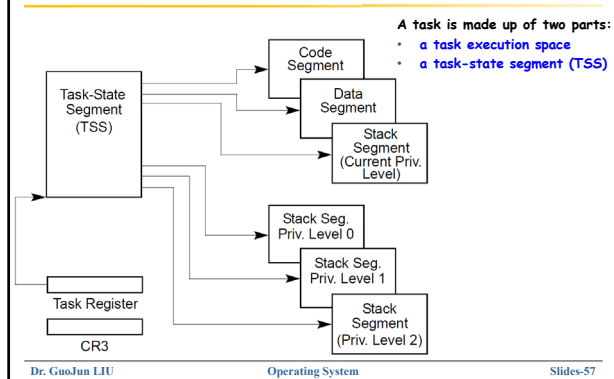 A task is made up of two parts:
• a task execution space
• a task-state segment (TSS)
Task-State
Segment
(TSS)
Code
Segment
Data
Segment
Stack
Segment
(Current Priv.
Level)
Stack Seg.
Priv. Level 0
Stack Seg.
Priv. Level 1
Stack
Segment
(Priv. Level 2)
Task Register
CR3
Dr. GuoJun LIU Operating System Slides-57